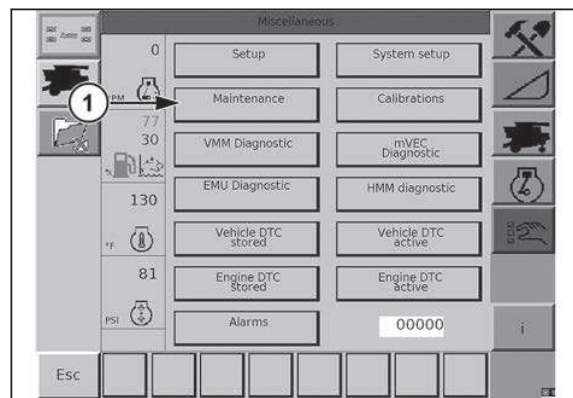 Miscellaneous
0
RPM
77
30
%
130
°F
81
PSI
1
Setup
System setup
Maintenance
Calibrations
VMM Diagnostic
mVEC
Diagnostic
EMU Diagnostic
HMM diagnostic
Vehicle DTC
stored
Vehicle DTC
active
Engine DTC
stored
Engine DTC
active
Alarms
00000
i
Esc